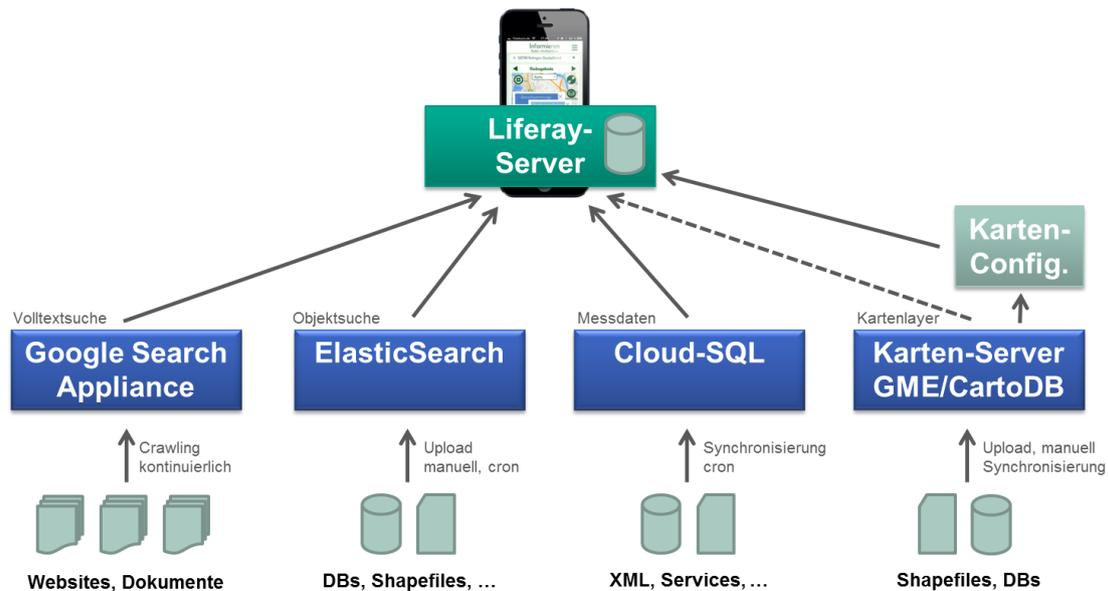 Informieren
Liferay-
Server
Karten-
Config.
Volltextsuche
Objektsuche
Messdaten
Kartenlayer
Google Search
Appliance
ElasticSearch
Cloud-SQL
Karten-Server
GME/CartoDB
Crawling
kontinuierlich
Upload
manuell, cron
Synchronisierung
cron
Upload, manuell
Synchronisierung
Websites, Dokumente
DBs, Shapefiles, …
XML, Services, …
Shapefiles, DBs